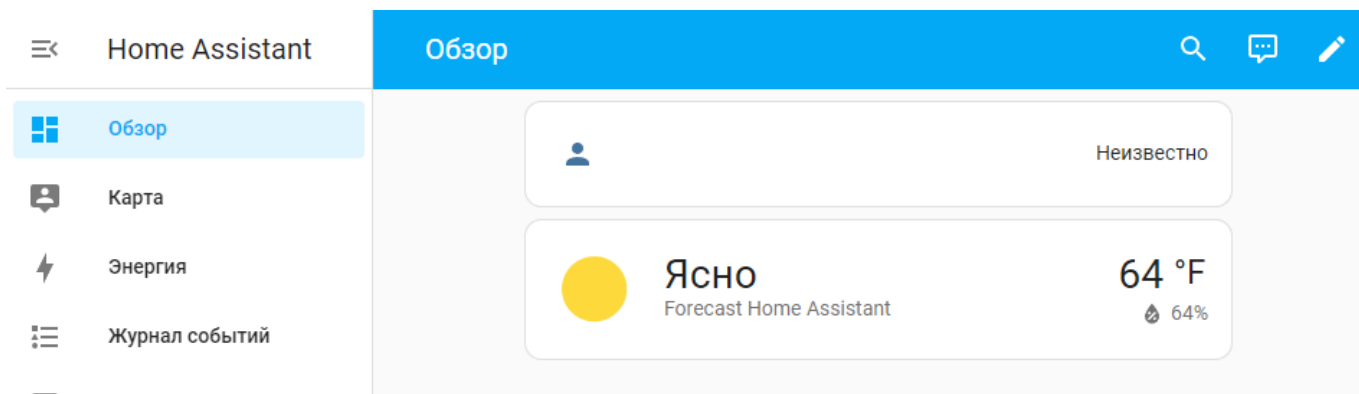 Home Assistant
Обзор
Обзор
Карта
Энергия
Журнал событий
Неизвестно
Ясно
64 °F
Forecast Home Assistant
64%